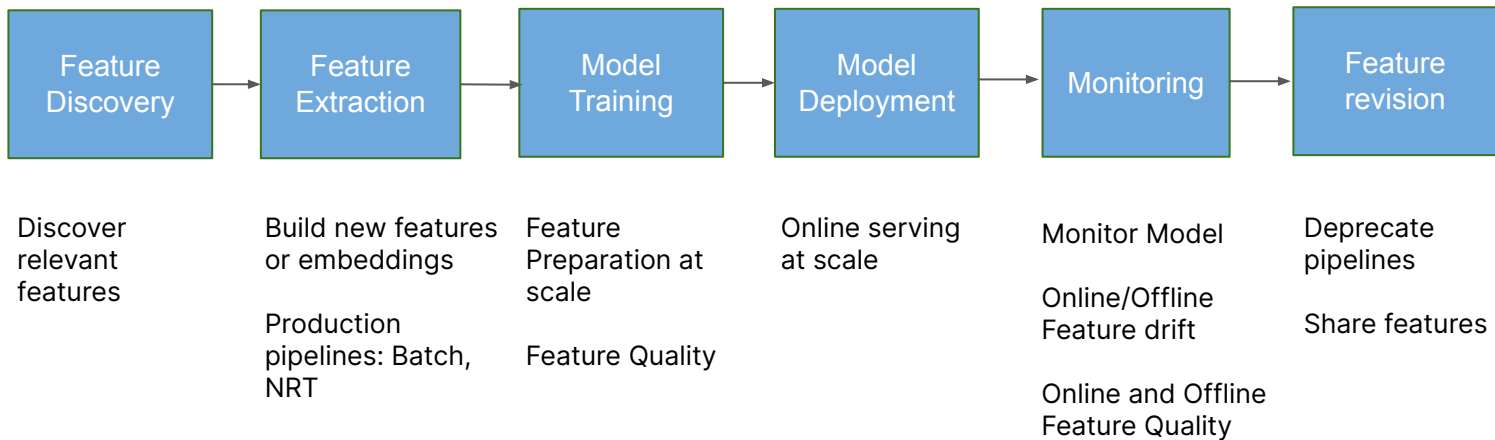 Feature
Discovery
Feature
Extraction
Model
Training
Model
Deployment
Monitoring
Feature
revision
Discover
relevant
features
Build new features
or embeddings
Production
pipelines: Batch,
NRT
Feature
Preparation at
scale
Feature Quality
Online serving
at scale
Monitor Model
Online/Offline
Feature drift
Online and Offline
Feature Quality
Deprecate
pipelines
Share features